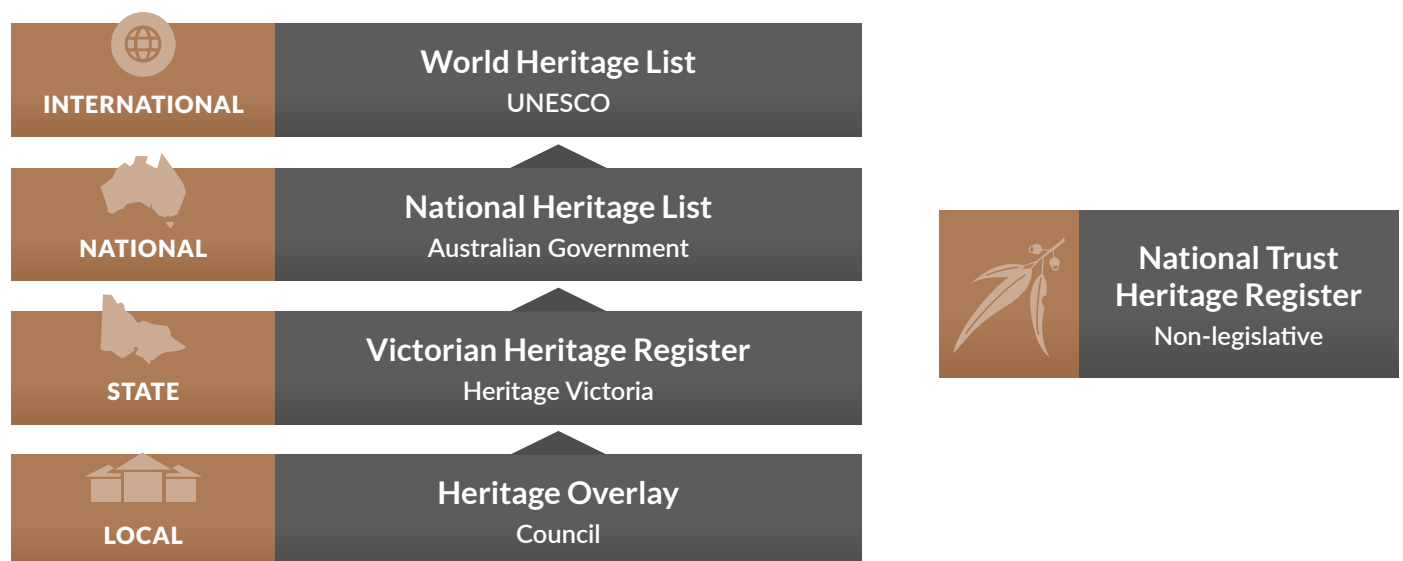 INTERNATIONAL
World Heritage List
UNESCO
NATIONAL
National Heritage List
Australian Government
STATE
Victorian Heritage Register
Heritage Victoria
LOCAL
Heritage Overlay
Council
National Trust
Heritage Register
Non-legislative